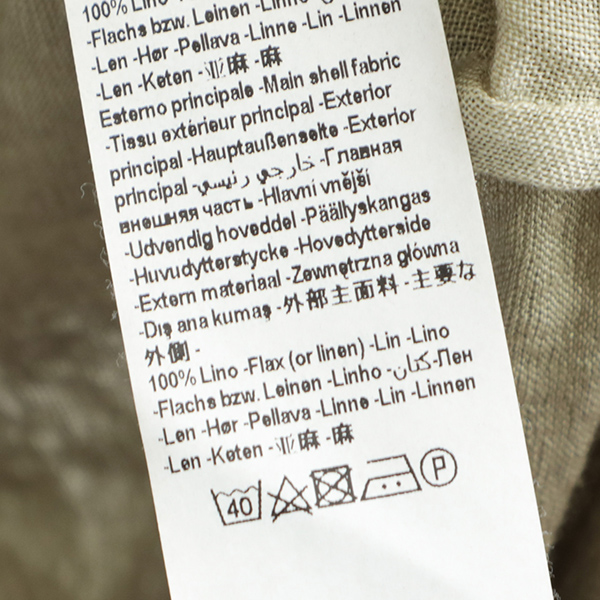 100% Lino -Flax (or linen) -Lin -Lino
-Flachs bzw. Leinen -Linho
-Len -Hør -Pellava -Linne -Lin -Linnen
-Len -Keten -亚麻 -麻
Esterno principale -Main shell fabric
-Tissu extérieur principal -Exterior
principal -Hauptaußenseite -Exterior
principal -خارجي رئيسي -Главная
внешняя часть -Hlavní vnější
-Udvendig hoveddel -Päällyskangas
-Huvudytterstycke -Hovedytterside
-Extern materiaal -Zewnętrzna główna
-Dış ana kumaş -外部主面料 -主要な
外側 -
100% Lino -Flax (or linen) -Lin -Lino
-Flachs bzw. Leinen -Linho -كتان -Лен
-Len -Hør -Pellava -Linne -Lin -Linnen
-Len -Keten -亚麻 -麻
40 P